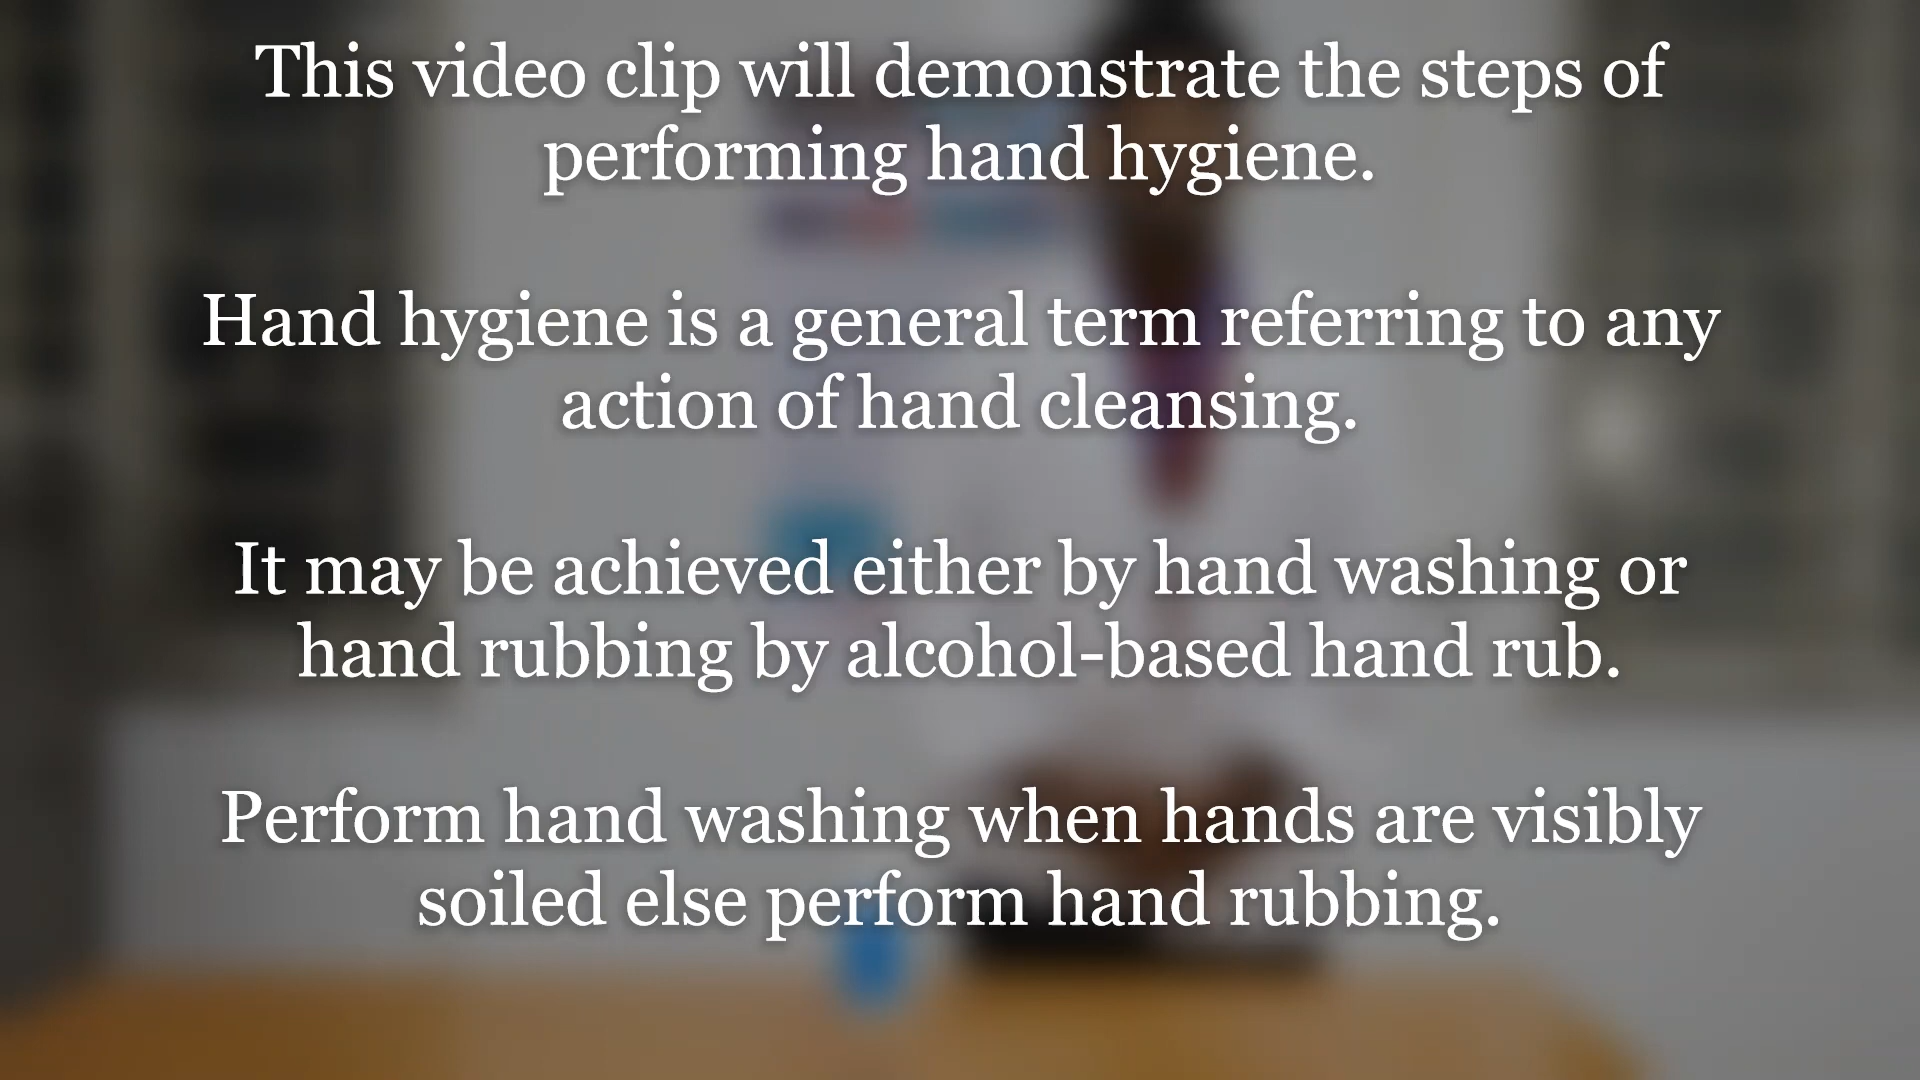 This video clip will demonstrate the steps of
performing hand hygiene.
Hand hygiene is a general term referring to any
action of hand cleansing.
It may be achieved either by hand washing or
hand rubbing by alcohol-based hand rub.
Perform hand washing when hands are visibly
soiled else perform hand rubbing.